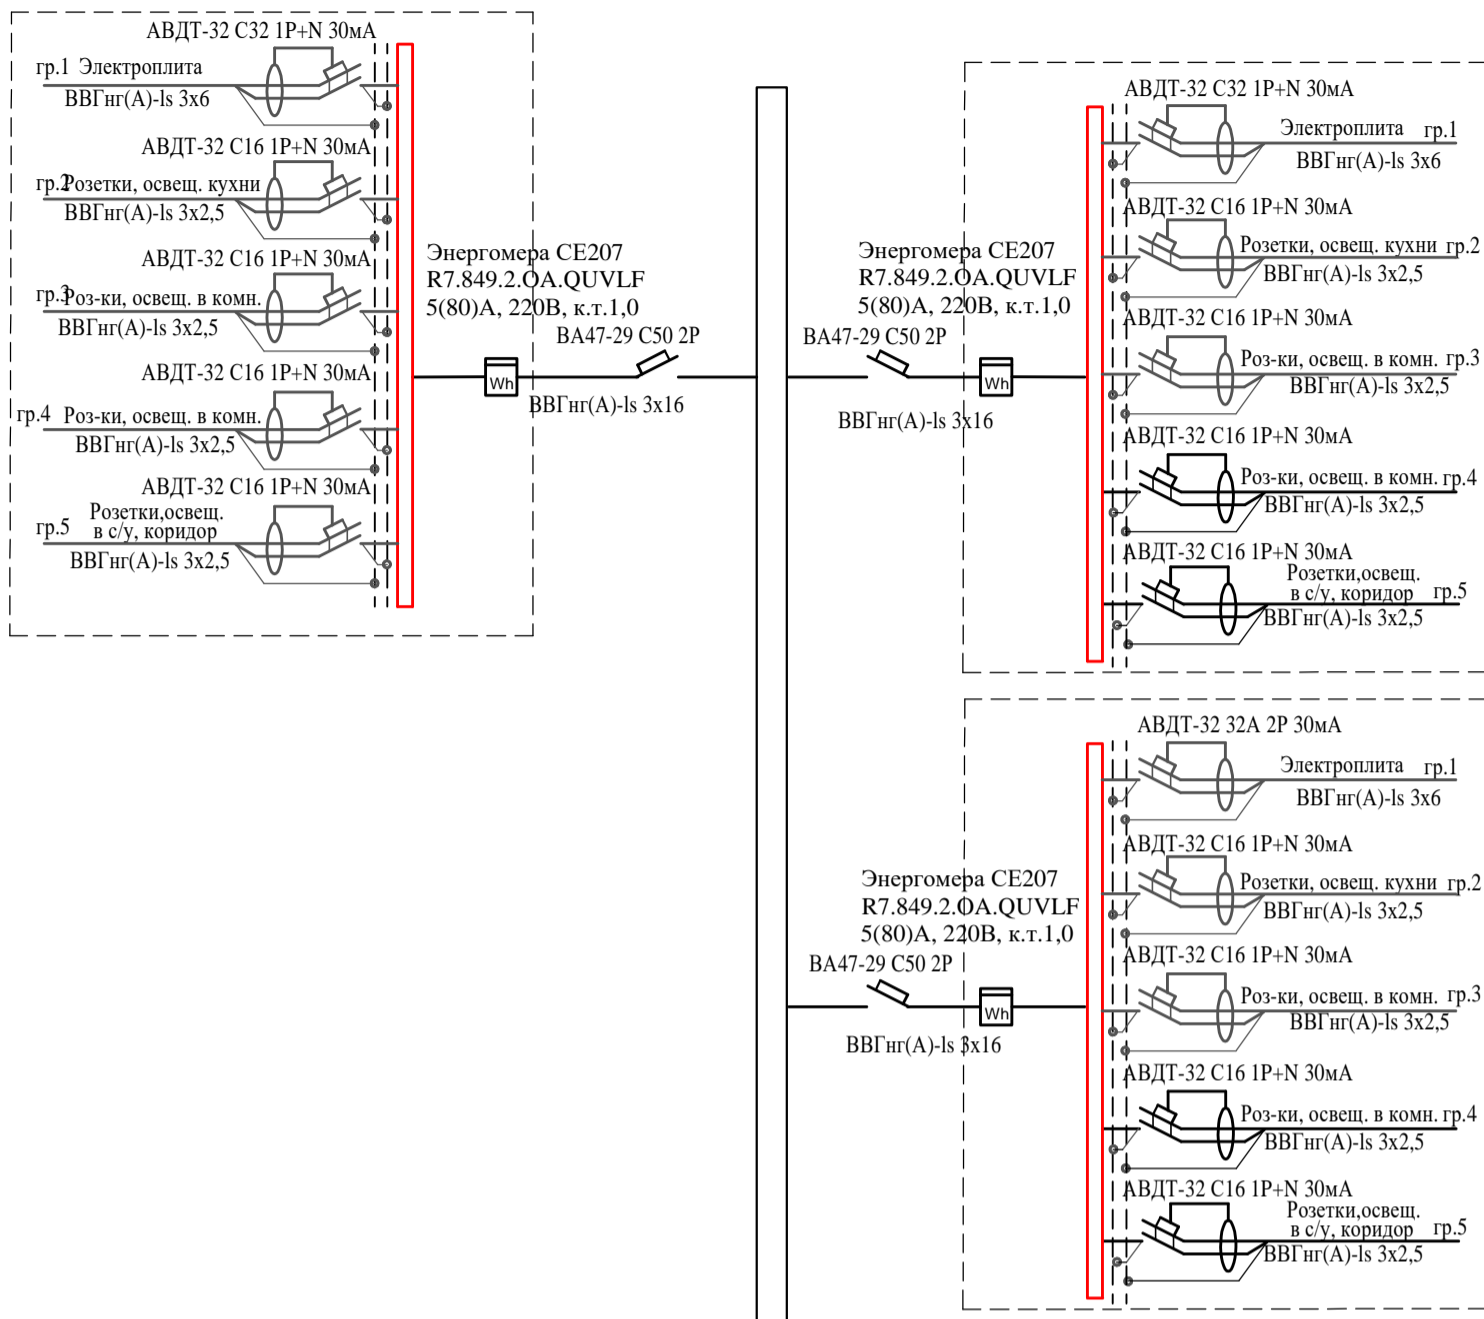 АВДТ-32 С32 1Р+N 30мА
гр.1 Электроплита
ВВГнг(А)-ls 3х6
АВДТ-32 С16 1Р+N 30мА
гр.2 Розетки, освещ. кухни
ВВГнг(А)-ls 3х2,5
АВДТ-32 С16 1Р+N 30мА
гр.3 Роз-ки, освещ. в комн.
ВВГнг(А)-ls 3х2,5
АВДТ-32 С16 1Р+N 30мА
гр.4 Роз-ки, освещ. в комн.
ВВГнг(А)-ls 3х2,5
АВДТ-32 С16 1Р+N 30мА
Розетки,освещ.
гр.5 в с/у, коридор
ВВГнг(А)-ls 3х2,5
Энергомера СЕ207
R7.849.2.ОА.QUVLF
5(80)А, 220В, к.т.1,0
ВА47-29 С50 2Р
Wh
ВВГнг(А)-ls 3х16
Энергомера СЕ207
R7.849.2.ОА.QUVLF
5(80)А, 220В, к.т.1,0
ВА47-29 С50 2Р
Wh
ВВГнг(А)-ls 3х16
АВДТ-32 С32 1Р+N 30мА
Электроплита гр.1
ВВГнг(А)-ls 3х6
АВДТ-32 С16 1Р+N 30мА
Розетки, освещ. кухни гр.2
ВВГнг(А)-ls 3х2,5
АВДТ-32 С16 1Р+N 30мА
Роз-ки, освещ. в комн. гр.3
ВВГнг(А)-ls 3х2,5
АВДТ-32 С16 1Р+N 30мА
Роз-ки, освещ. в комн. гр.4
ВВГнг(А)-ls 3х2,5
АВДТ-32 С16 1Р+N 30мА
Розетки,освещ.
в с/у, коридор гр.5
ВВГнг(А)-ls 3х2,5
Энергомера СЕ207
R7.849.2.ОА.QUVLF
5(80)А, 220В, к.т.1,0
ВА47-29 С50 2Р
Wh
ВВГнг(А)-ls 3х16
АВДТ-32 32А 2Р 30мА
Электроплита гр.1
ВВГнг(А)-ls 3х6
АВДТ-32 С16 1Р+N 30мА
Розетки, освещ. кухни гр.2
ВВГнг(А)-ls 3х2,5
АВДТ-32 С16 1Р+N 30мА
Роз-ки, освещ. в комн. гр.3
ВВГнг(А)-ls 3х2,5
АВДТ-32 С16 1Р+N 30мА
Роз-ки, освещ. в комн. гр.4
ВВГнг(А)-ls 3х2,5
АВДТ-32 С16 1Р+N 30мА
Розетки,освещ.
в с/у, коридор гр.5
ВВГнг(А)-ls 3х2,5